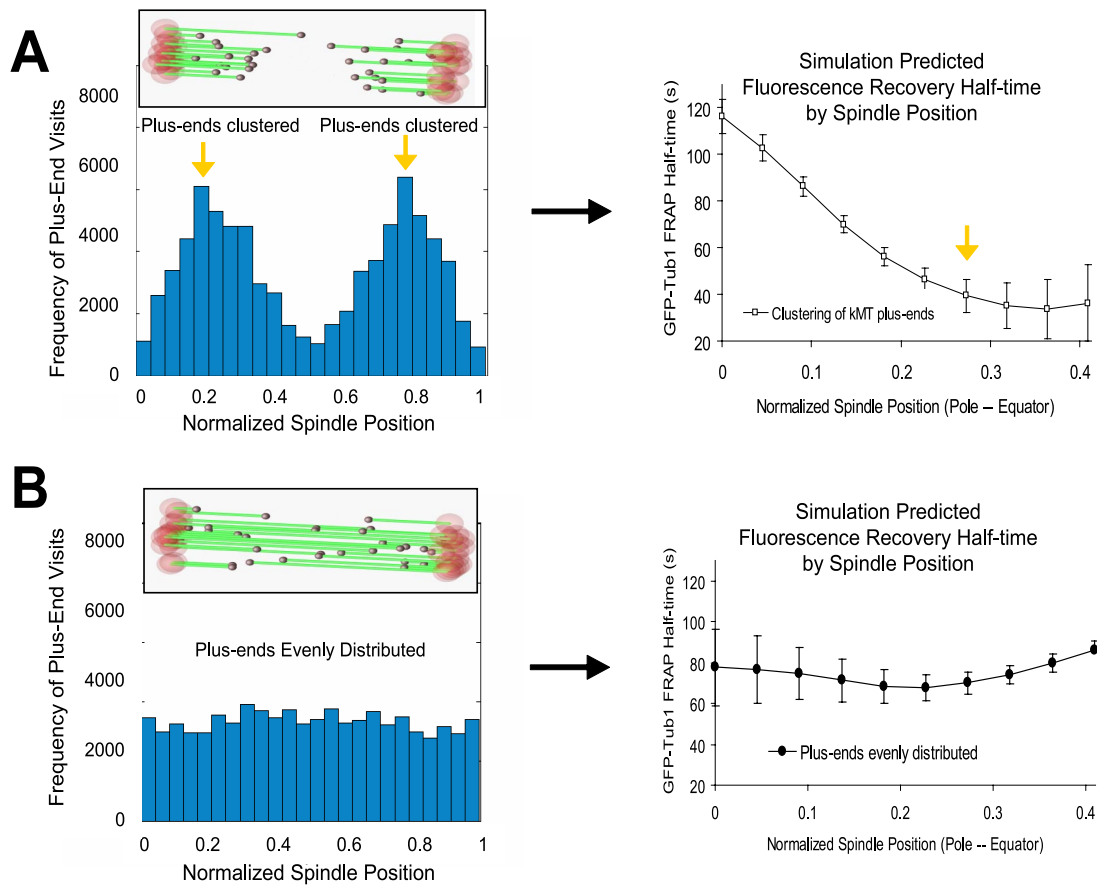 A
Plus-ends clustered
Plus-ends clustered
Frequency of Plus-End Visits
8000
6000
4000
2000
0
0
0.2
0.4
0.6
0.8
1
Normalized Spindle Position
Simulation Predicted
Fluorescence Recovery Half-time
by Spindle Position
GFP-Tub1 FRAP Half-time (s)
120
100
80
60
40
20
Clustering of kMT plus-ends
0
0.1
0.2
0.3
0.4
Normalized Spindle Position (Pole – Equator)
B
Plus-ends Evenly Distributed
Frequency of Plus-End Visits
8000
6000
4000
2000
0
0
0.2
0.4
0.6
0.8
1
Normalized Spindle Position
Simulation Predicted
Fluorescence Recovery Half-time
by Spindle Position
GFP-Tub1 FRAP Half-time (s)
120
100
80
60
40
20
Plus-ends evenly distributed
0
0.1
0.2
0.3
0.4
Normalized Spindle Position (Pole -- Equator)